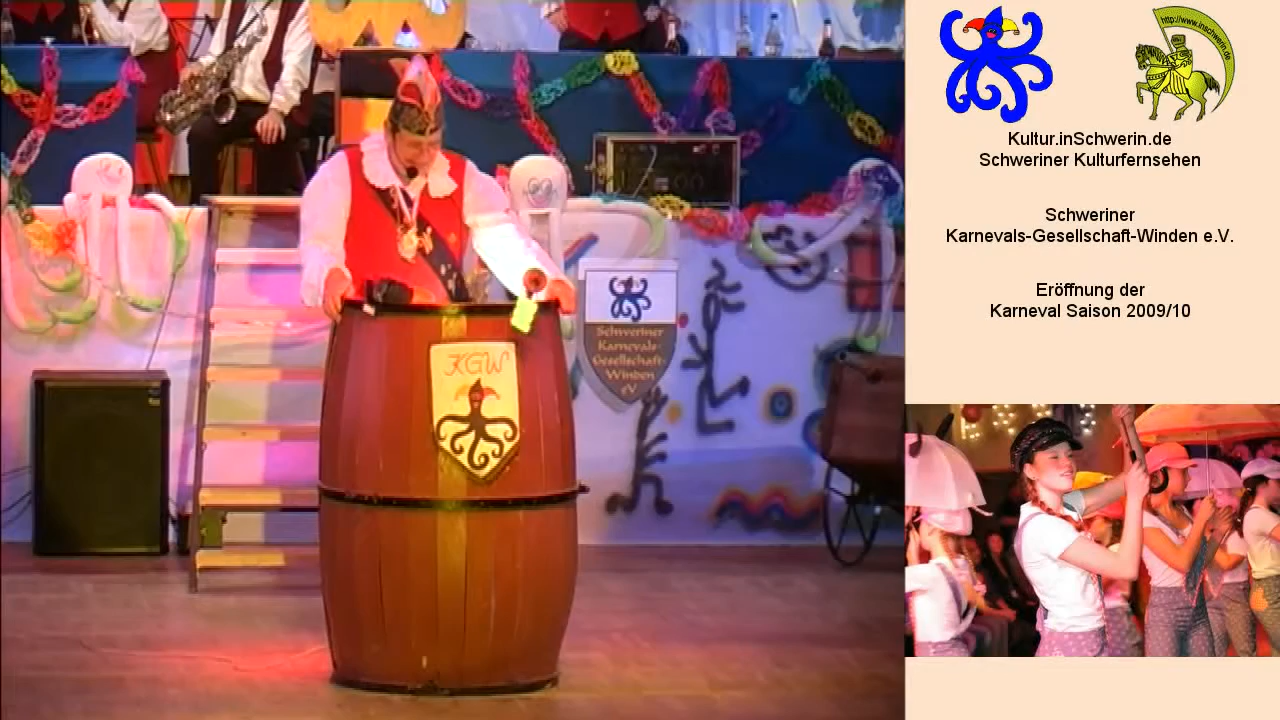 http://www.inschwerin.de
Kultur.inSchwerin.de
Schweriner Kulturfernsehen
Schweriner
Karnevals-Gesellschaft-Winden e.V.
Eröffnung der
Karneval Saison 2009/10
KGW
Schweriner
Karnevals-
Gesellschaft-
Winden
eV